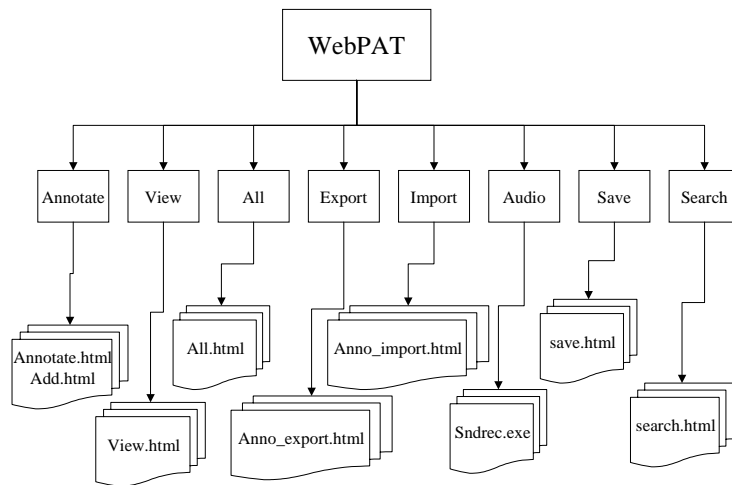 WebPAT
Annotate
View
All
Export
Import
Audio
Save
Search
Annotate.html
Add.html
View.html
All.html
Anno_export.html
Anno_import.html
Sndrec.exe
save.html
search.html